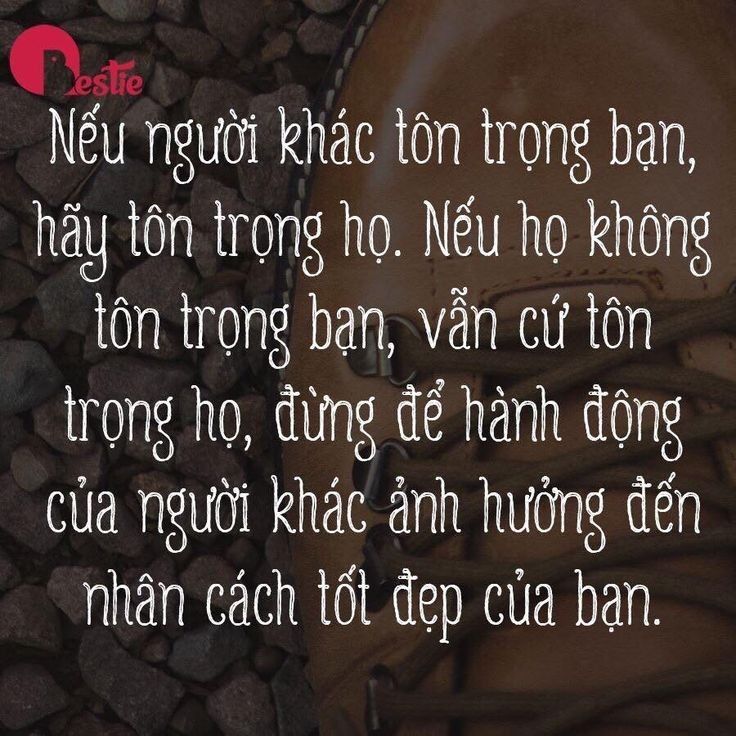 Bestie
Nếu người khác tôn trọng bạn,
hãy tôn trọng họ. Nếu họ không
tôn trọng bạn, vẫn cứ tôn
trọng họ, đừng để hành động
của người khác ảnh hưởng đến
nhân cách tốt đẹp của bạn.